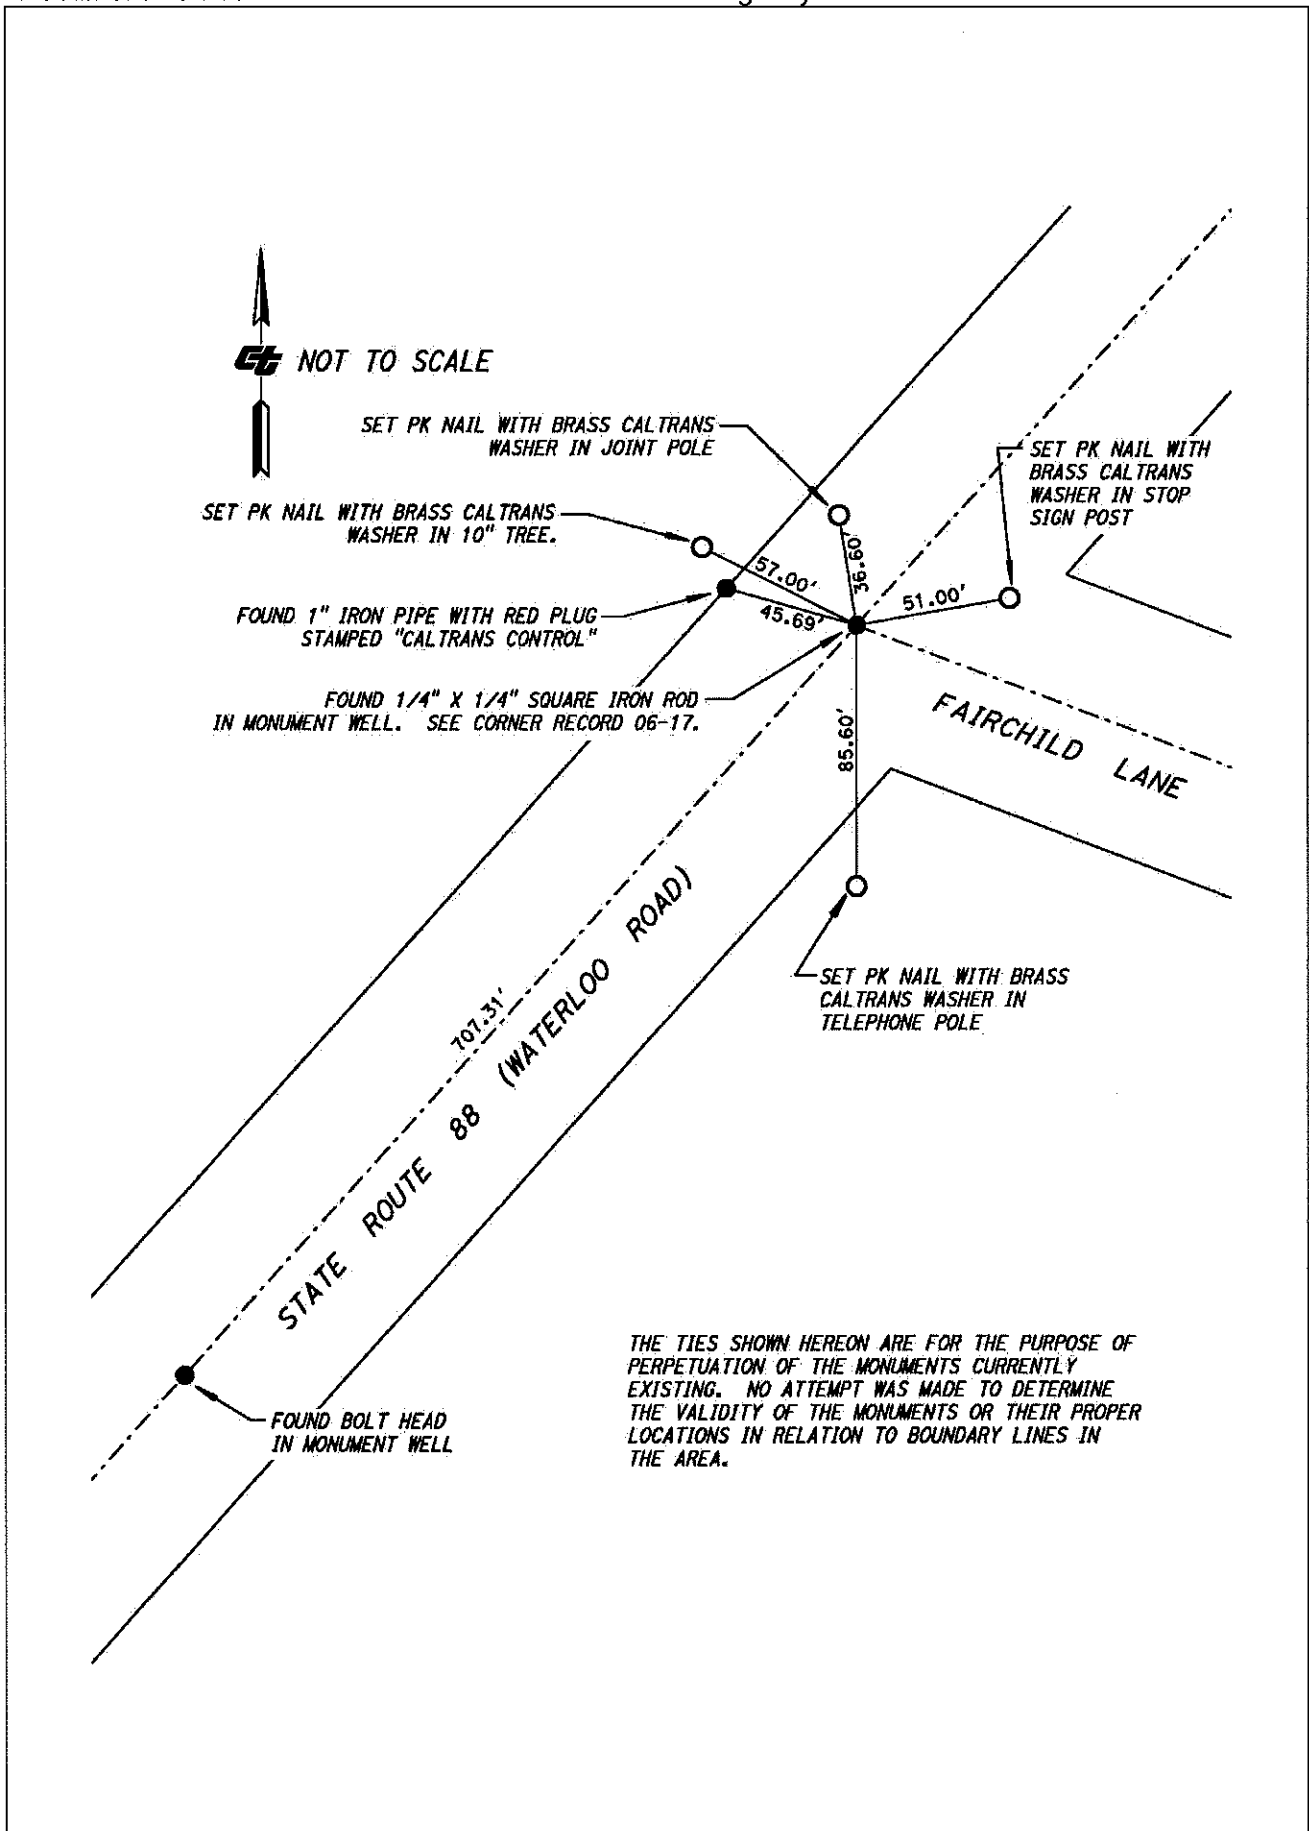 Ct NOT TO SCALE
SET PK NAIL WITH BRASS CALTRANS
WASHER IN JOINT POLE
SET PK NAIL WITH
BRASS CALTRANS
WASHER IN STOP
SIGN POST
SET PK NAIL WITH BRASS CALTRANS
WASHER IN 10" TREE.
57.00'
36.60'
51.00'
45.69'
FOUND 1" IRON PIPE WITH RED PLUG
STAMPED "CALTRANS CONTROL"
FOUND 1/4" X 1/4" SQUARE IRON ROD
IN MONUMENT WELL. SEE CORNER RECORD 06-17.
85.60'
FAIRCHILD LANE
SET PK NAIL WITH BRASS
CALTRANS WASHER IN
TELEPHONE POLE
707.31'
STATE ROUTE 88 (WATERLOO ROAD)
FOUND BOLT HEAD
IN MONUMENT WELL
THE TIES SHOWN HEREON ARE FOR THE PURPOSE OF
PERPETUATION OF THE MONUMENTS CURRENTLY
EXISTING. NO ATTEMPT WAS MADE TO DETERMINE
THE VALIDITY OF THE MONUMENTS OR THEIR PROPER
LOCATIONS IN RELATION TO BOUNDARY LINES IN
THE AREA.